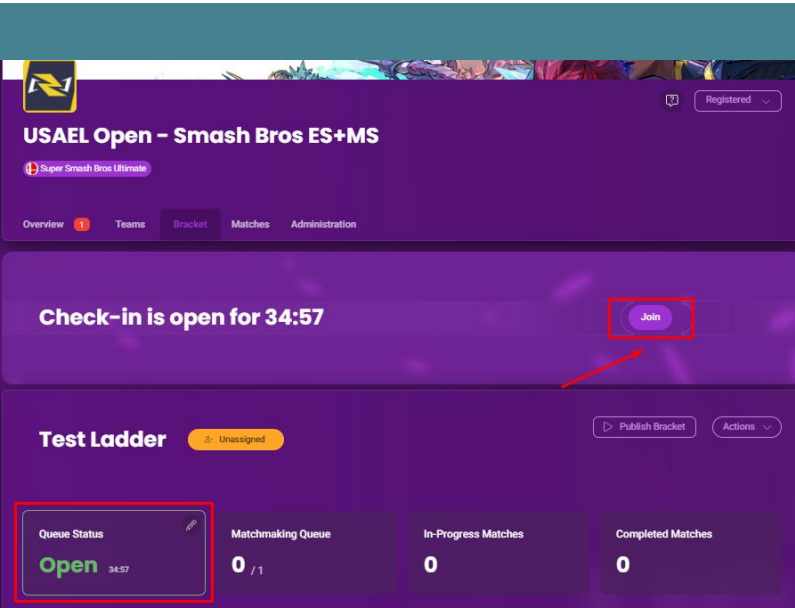 Registered
USAEL Open - Smash Bros ES+MS
Super Smash Bros Ultimate
Overview 1 Teams Bracket Matches Administration
Check-in is open for 34:57
Join
Test Ladder Unassigned Publish Bracket Actions
Queue Status Matchmaking Queue In-Progress Matches Completed Matches
Open 34:57 0 / 1 0 0